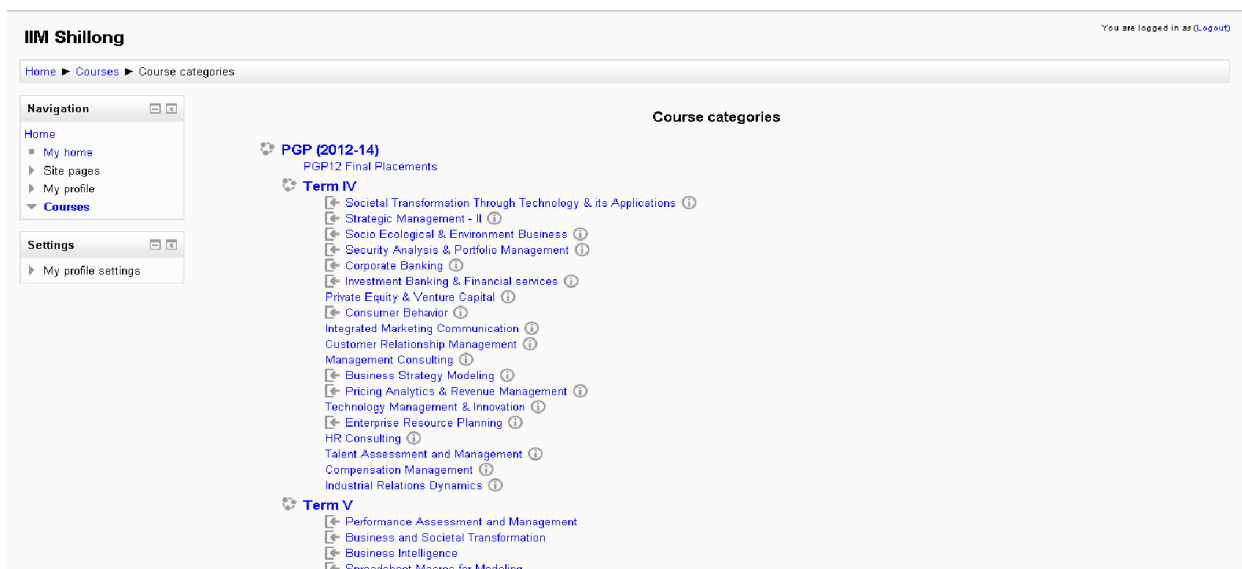 IIM Shillong
You are logged in as (Logout)
Home ► Courses ► Course categories
Navigation
Home
My home
Site pages
My profile
Courses
Settings
My profile settings
Course categories
PGP (2012-14)
PGP12 Final Placements
Term IV
Societal Transformation Through Technology & its Applications
Strategic Management - II
Socio Ecological & Environment Business
Security Analysis & Portfolio Management
Corporate Banking
Investment Banking & Financial services
Private Equity & Venture Capital
Consumer Behavior
Integrated Marketing Communication
Customer Relationship Management
Management Consulting
Business Strategy Modeling
Pricing Analytics & Revenue Management
Technology Management & Innovation
Enterprise Resource Planning
HR Consulting
Talent Assessment and Management
Compensation Management
Industrial Relations Dynamics
Term V
Performance Assessment and Management
Business and Societal Transformation
Business Intelligence
Spreadsheet Macros for Modeling